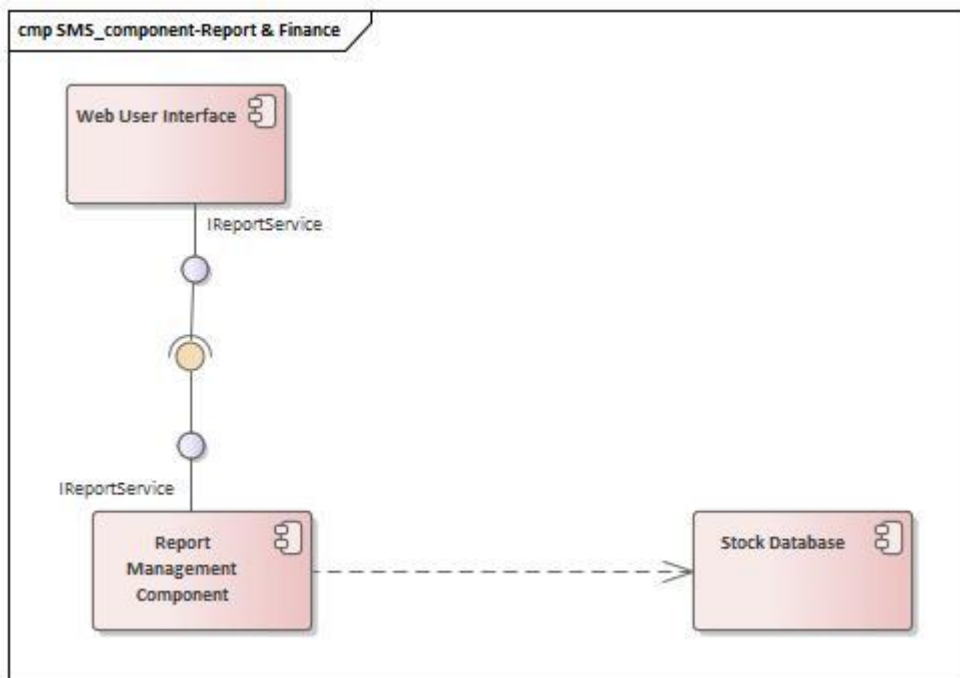 cmp SMS_component-Report & Finance
Web User Interface
IReportService
IReportService
Report
Management
Component
Stock Database